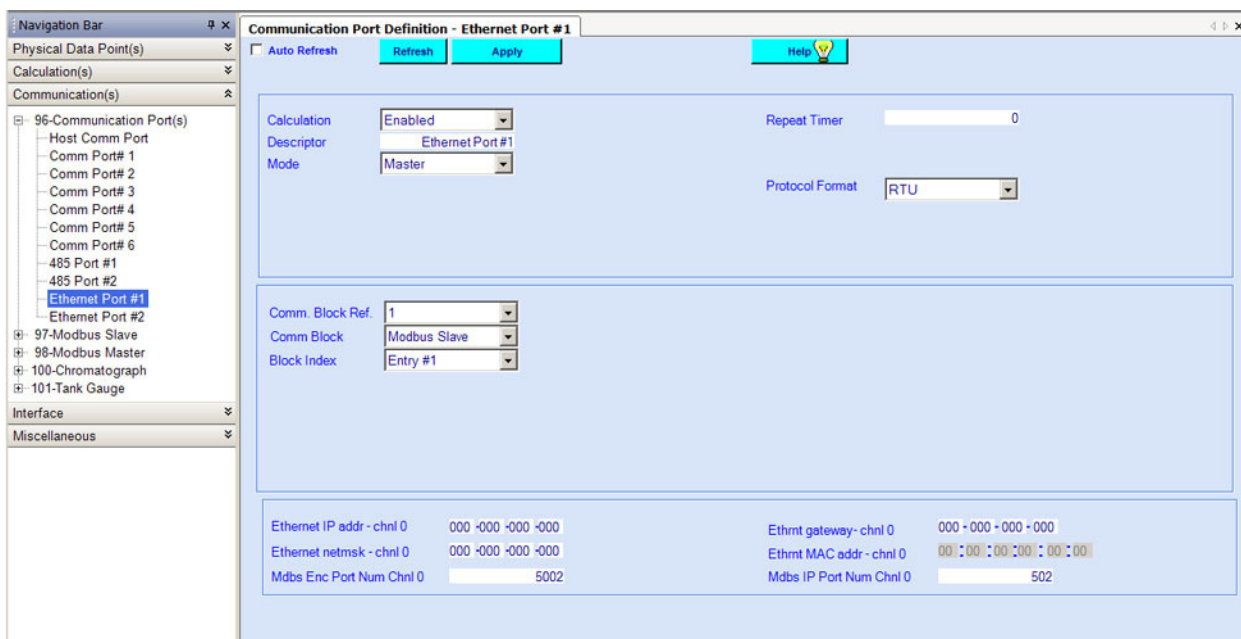 Navigation Bar
Physical Data Point(s)
Calculation(s)
Communication(s)
96-Communication Port(s)
Host Comm Port
Comm Port# 1
Comm Port# 2
Comm Port# 3
Comm Port# 4
Comm Port# 5
Comm Port# 6
485 Port #1
485 Port #2
Ethernet Port #1
Ethernet Port #2
97-Modbus Slave
98-Modbus Master
100-Chromatograph
101-Tank Gauge
Interface
Miscellaneous
Communication Port Definition - Ethernet Port #1
Auto Refresh Refresh Apply Help
Calculation Enabled Repeat Timer 0
Descriptor Ethernet Port #1
Mode Master
Protocol Format RTU
Comm. Block Ref. 1
Comm Block Modbus Slave
Block Index Entry #1
Ethernet IP addr - chnl 0 000 -000 -000 -000 Ethrnt gateway- chnl 0 000 - 000 - 000 - 000
Ethernet netmsk - chnl 0 000 -000 -000 -000 Ethrnt MAC addr - chnl 0 00 : 00 : 00 : 00 : 00 : 00
Mdbs Enc Port Num Chnl 0 5002 Mdbs IP Port Num Chnl 0 502